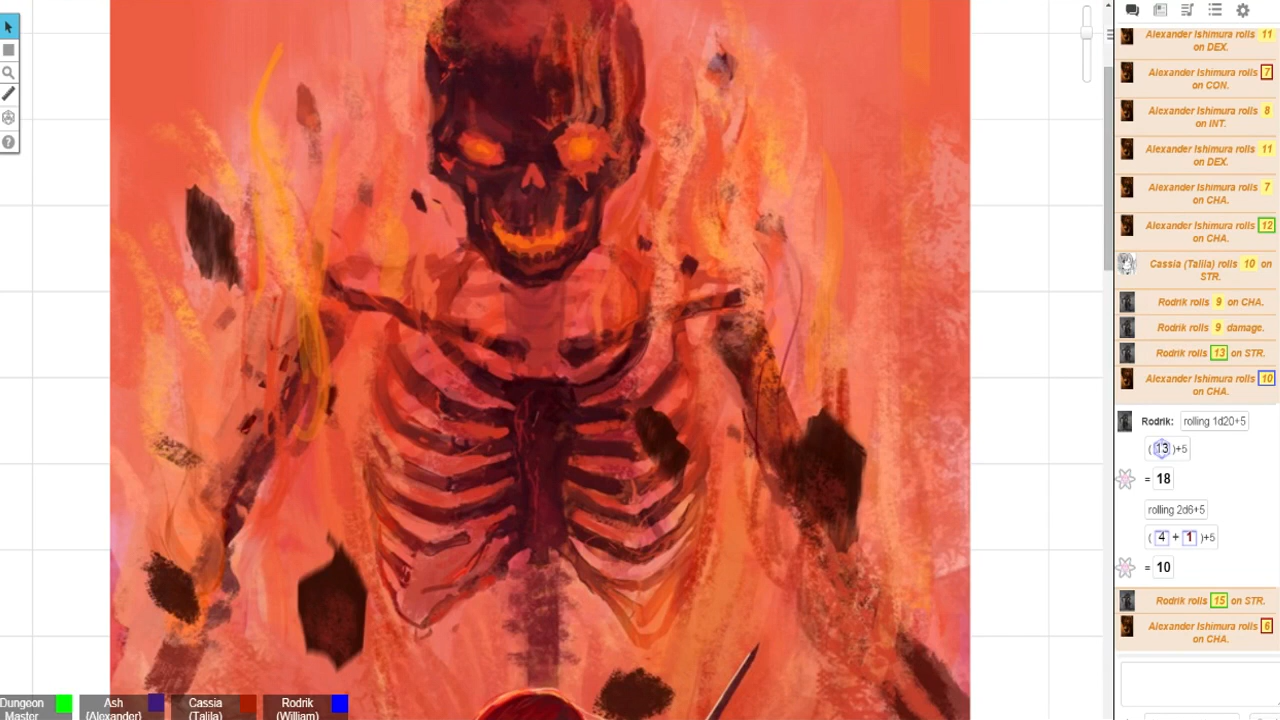 Alexander Ishimura rolls 11
on DEX.
Alexander Ishimura rolls 7
on CON.
Alexander Ishimura rolls 8
on INT.
Alexander Ishimura rolls 11
on DEX.
Alexander Ishimura rolls 7
on CHA.
Alexander Ishimura rolls 12
on CHA.
Cassia (Talila) rolls 10 on
STR.
Rodrik rolls 9 on CHA.
Rodrik rolls 9 damage.
Rodrik rolls 13 on STR.
Alexander Ishimura rolls 10
on CHA.
Rodrik: rolling 1d20+5
(13)+5
= 18
rolling 2d6+5
(4 + 1)+5
= 10
Rodrik rolls 15 on STR.
Alexander Ishimura rolls 6
on CHA.
Dungeon Master
Ash (Alexander)
Cassia (Talila)
Rodrik (William)